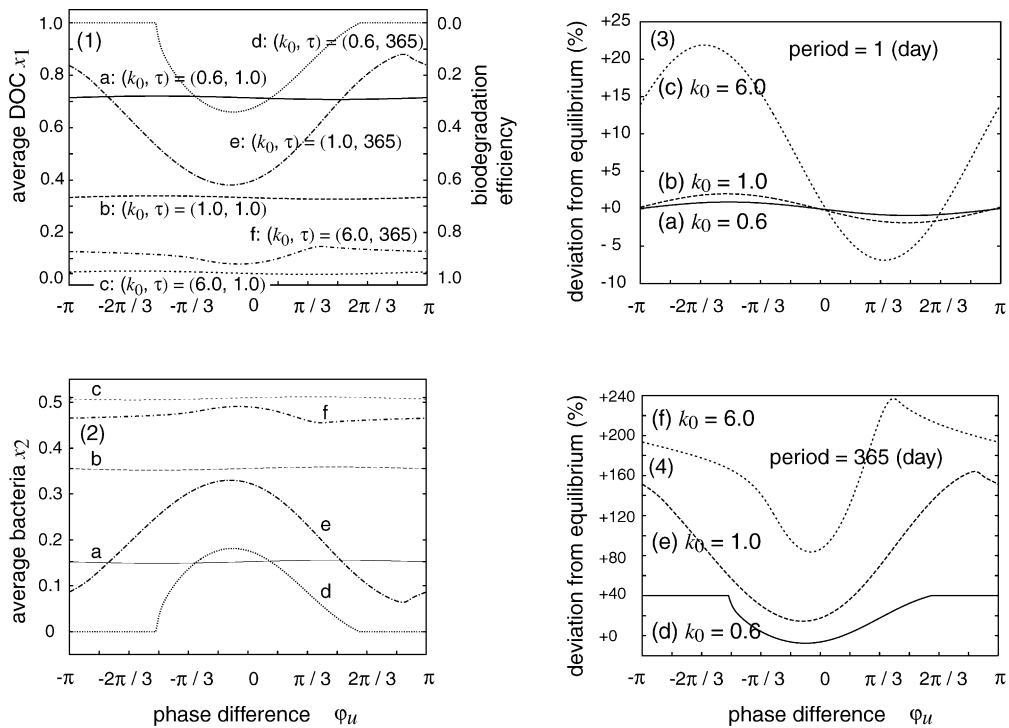 (1)
1.0
0.8
0.6
0.4
0.2
0.0
average DOC x1
0.0
0.2
0.4
0.6
0.8
1.0
biodegradation
efficiency
d: (k0, τ) = (0.6, 365)
a: (k0, τ) = (0.6, 1.0)
e: (k0, τ) = (1.0, 365)
b: (k0, τ) = (1.0, 1.0)
f: (k0, τ) = (6.0, 365)
c: (k0, τ) = (6.0, 1.0)
-π -2π / 3 -π / 3 0 π / 3 2π / 3 π
(3)
period = 1 (day)
+25
+20
+15
+10
+5
+0
- 5
-10
deviation from equilibrium (%)
(c) k0 = 6.0
(b) k0 = 1.0
(a) k0 = 0.6
-π -2π / 3 -π / 3 0 π / 3 2π / 3 π
(2)
0.5
0.4
0.3
0.2
0.1
0
average bacteria x2
c
f
b
e
a
d
-π -2π / 3 -π / 3 0 π / 3 2π / 3 π
phase difference φu
+240
+200
+160
+120
+80
+40
+0
deviation from equilibrium (%)
(f) k0 = 6.0
(4)
period = 365 (day)
(e) k0 = 1.0
(d) k0 = 0.6
-π -2π / 3 -π / 3 0 π / 3 2π / 3 π
phase difference φu